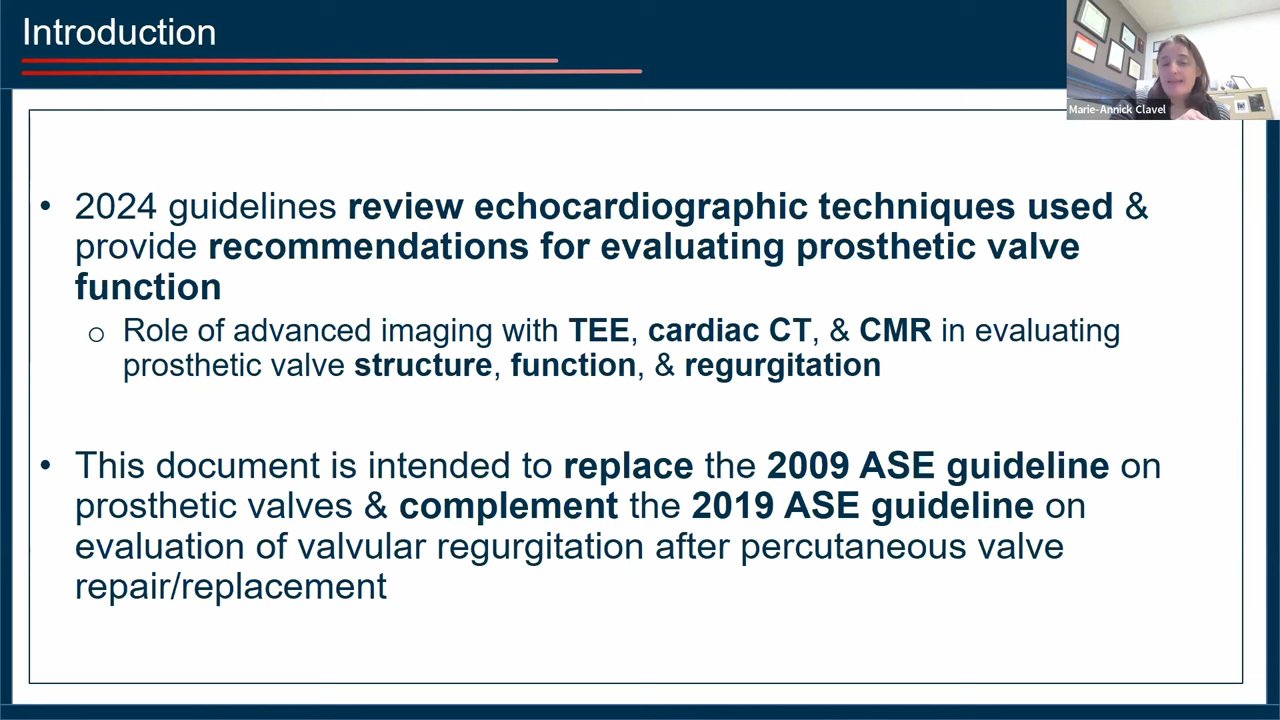 Introduction
Marie-Annick Clavel
• 2024 guidelines review echocardiographic techniques used &
provide recommendations for evaluating prosthetic valve
function
o Role of advanced imaging with TEE, cardiac CT, & CMR in evaluating
prosthetic valve structure, function, & regurgitation
• This document is intended to replace the 2009 ASE guideline on
prosthetic valves & complement the 2019 ASE guideline on
evaluation of valvular regurgitation after percutaneous valve
repair/replacement